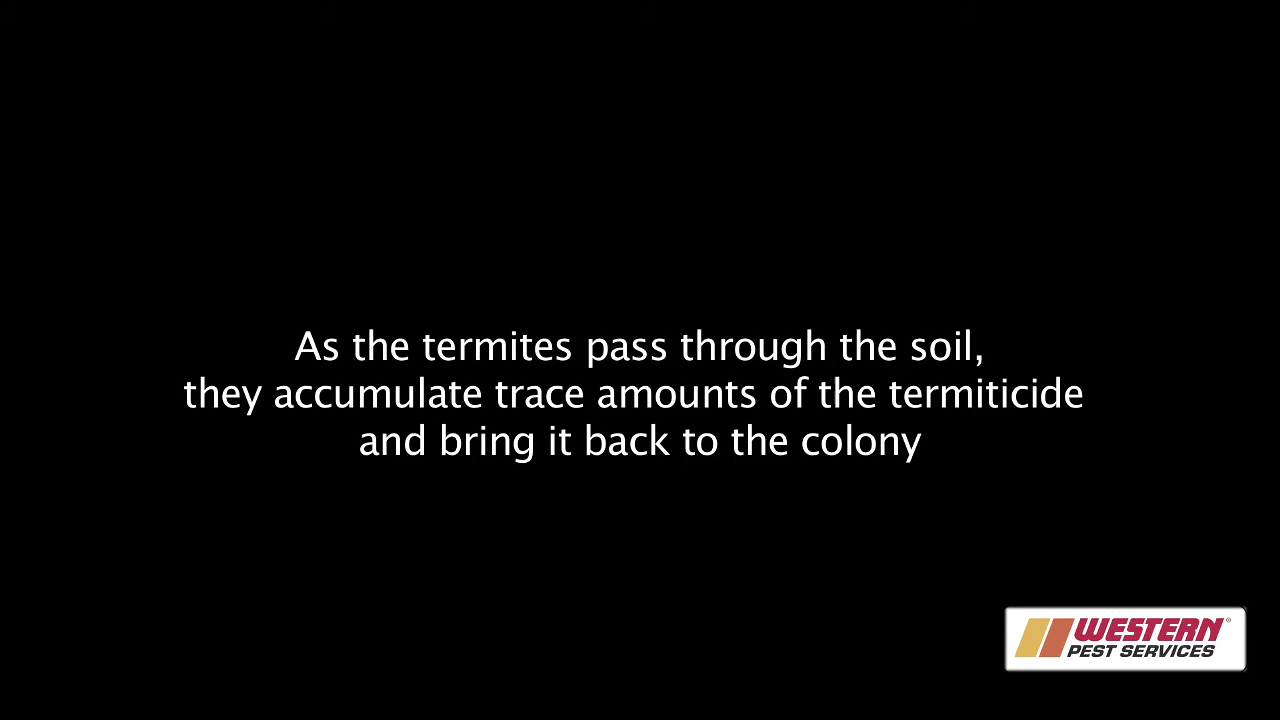 As the termites pass through the soil,
they accumulate trace amounts of the termiticide
and bring it back to the colony
WESTERN®
PEST SERVICES